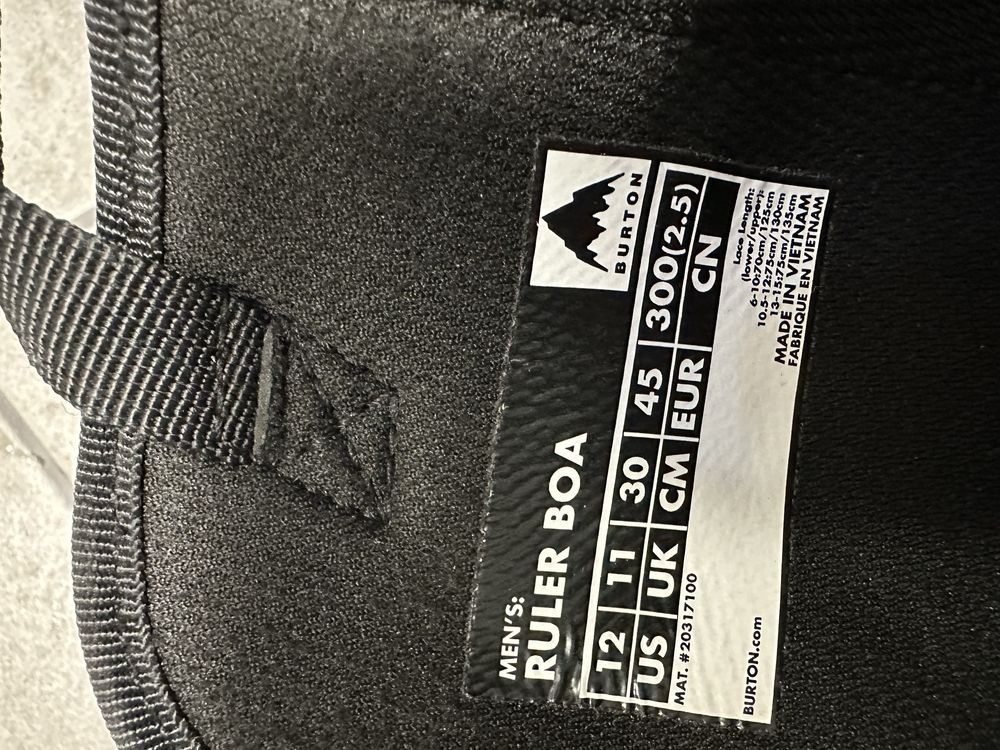 BURTON
MEN'S:
RULER BOA
12 11 30 45 300(2.5)
US UK CM EUR CN
MAT. #20317100
Lace Length:
(lower/upper):
6-10:70cm/125cm
10.5-12:75cm/130cm
13-15:75cm/135cm
MADE IN VIETNAM
FABRIQUE EN VIETNAM
BURTON.com